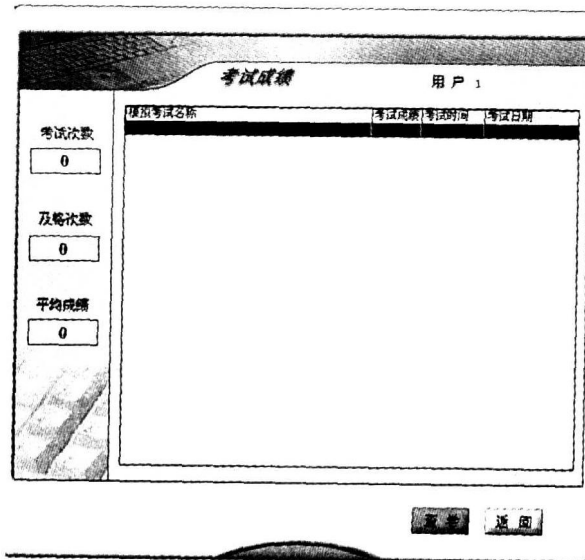 考试成绩
用户 1
模拟考试名称 考试成绩 考试时间 考试日期
考试次数
0
及格次数
0
平均成绩
0
返回